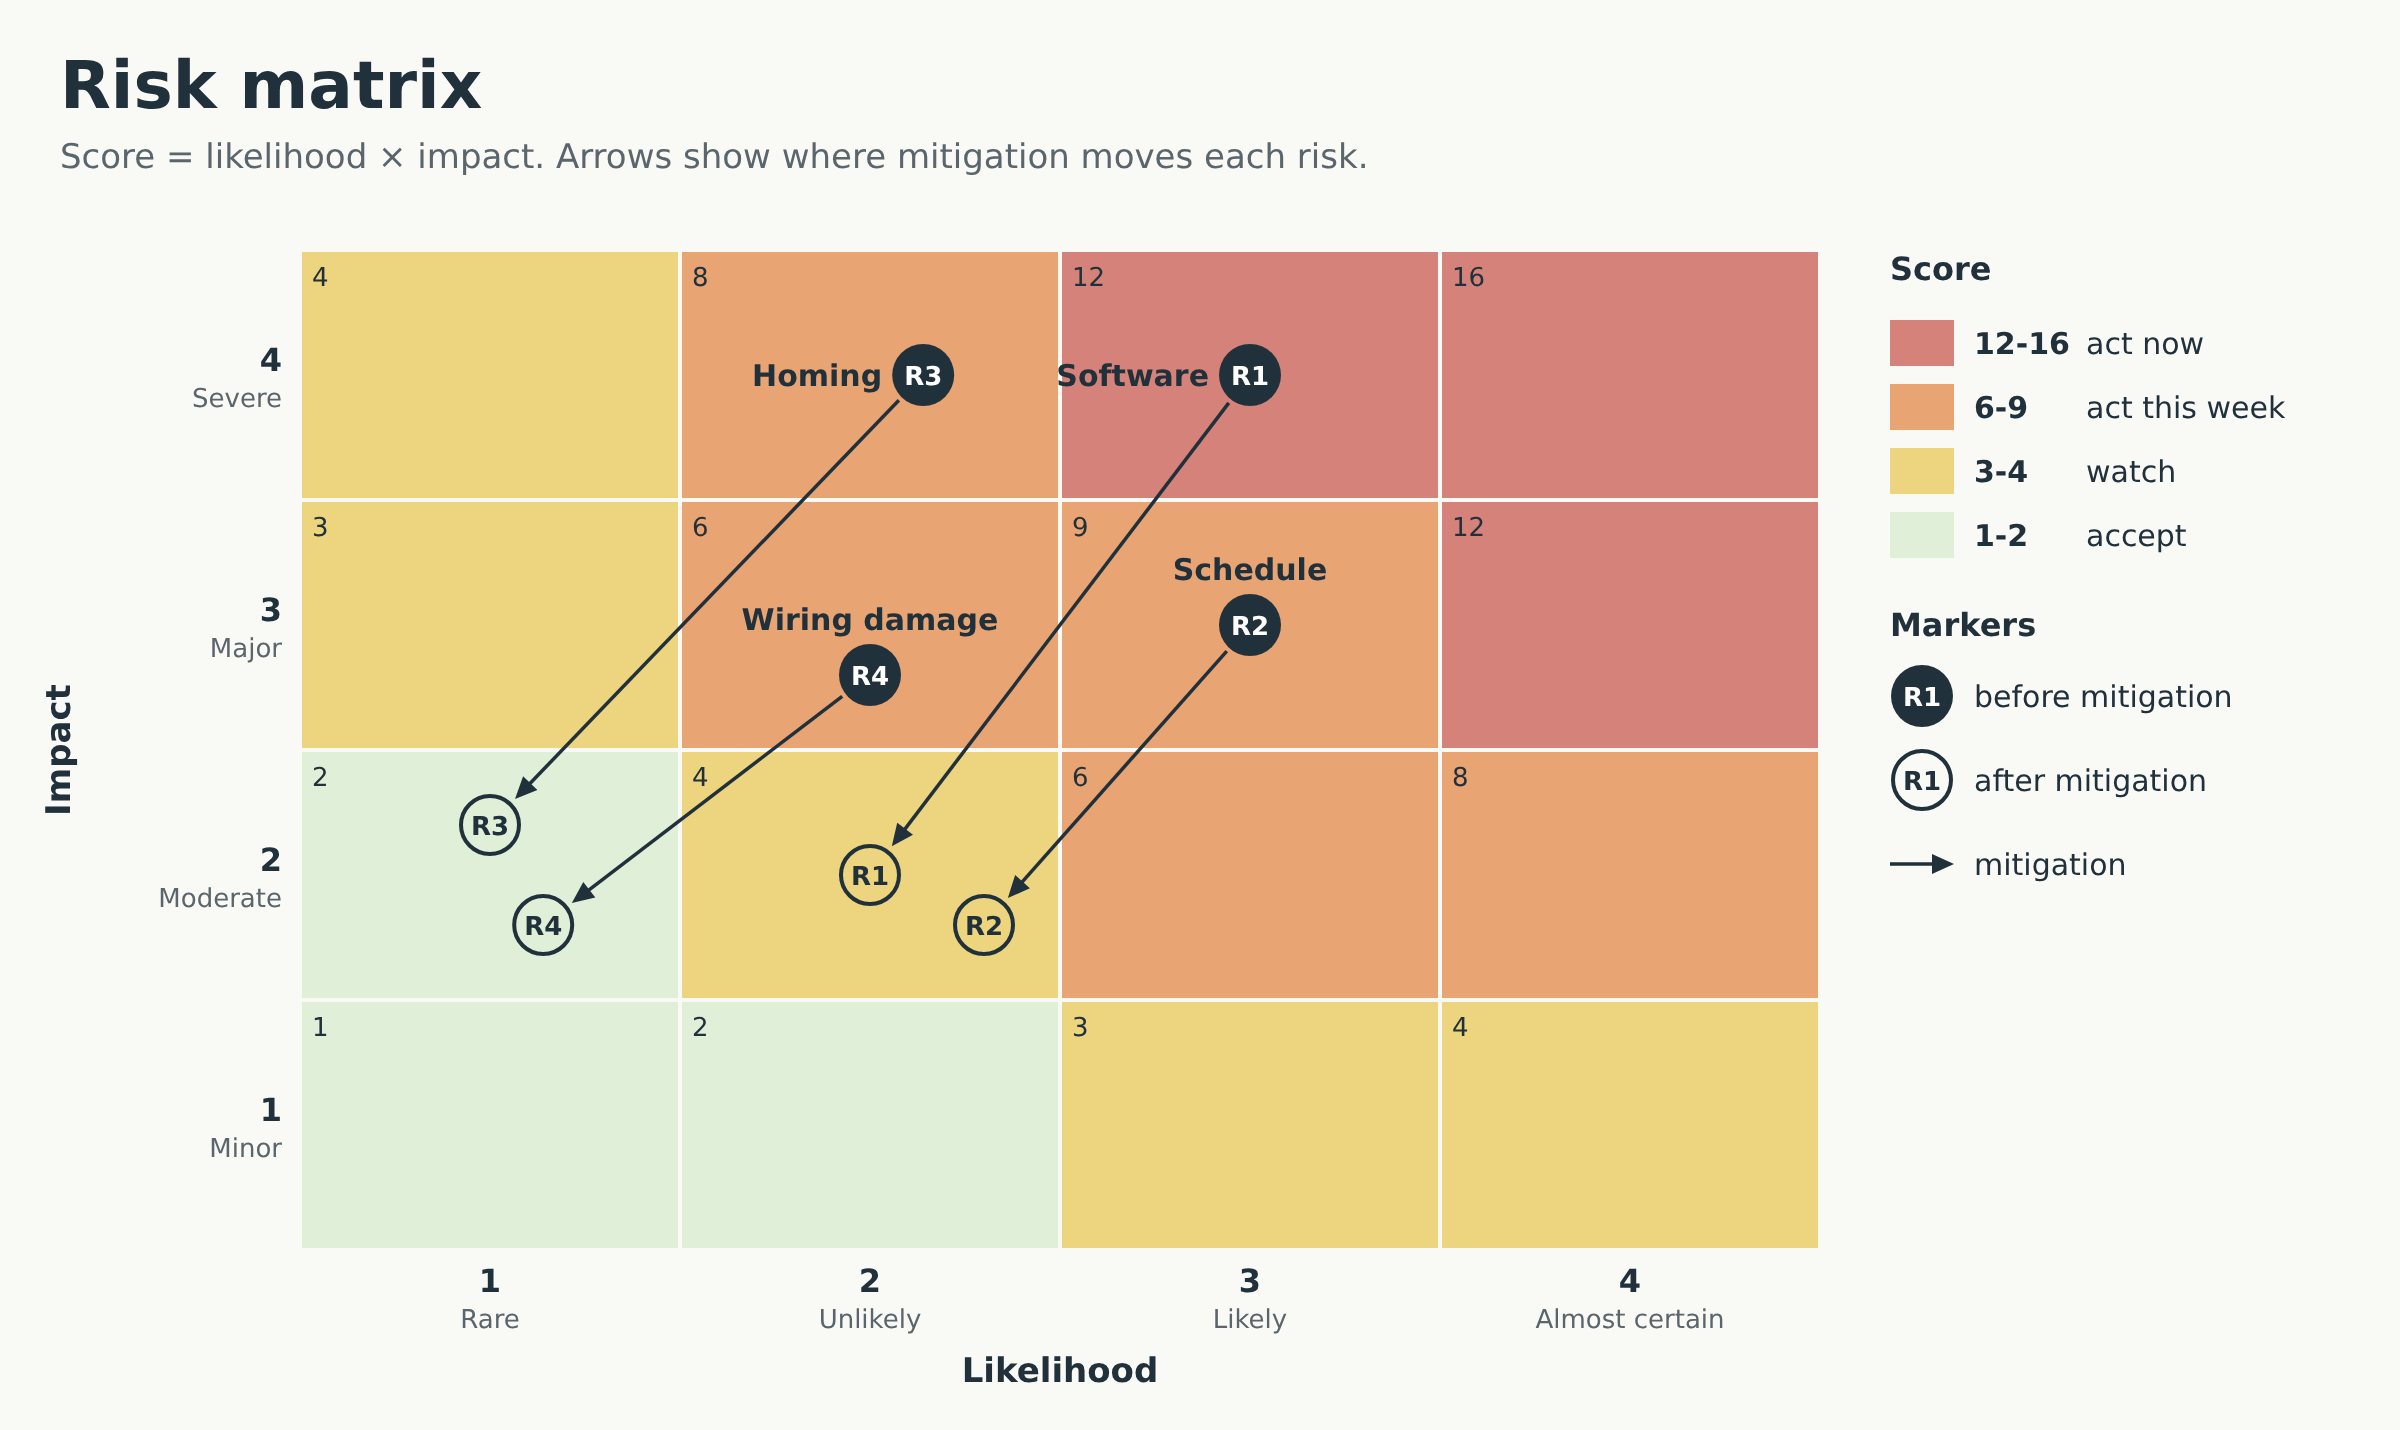 Risk matrix
Score = likelihood × impact. Arrows show where mitigation moves each risk.
Impact
4
Severe
3
Major
2
Moderate
1
Minor
4
8
12
16
Homing
R3
Software
R1
3
6
9
12
Schedule
R2
Wiring damage
R4
2
4
6
8
R3
R1
R4
R2
1
2
3
4
1
Rare
2
Unlikely
3
Likely
4
Almost certain
Likelihood
Score
12-16 act now
6-9 act this week
3-4 watch
1-2 accept
Markers
R1 before mitigation
R1 after mitigation
mitigation